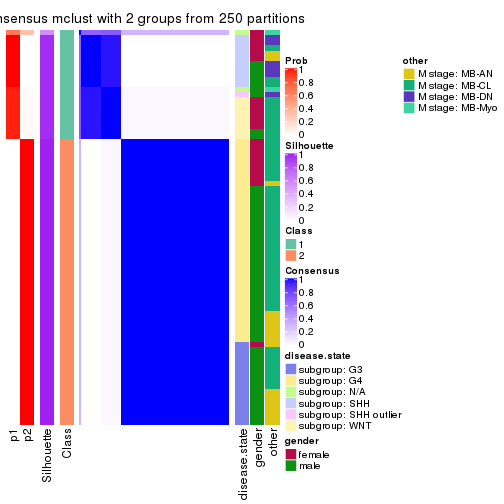 nsensus mclust with 2 groups from 250 partitions
p1
p2
Silhouette
Class
disease.state
gender
other
Prob
1
0.8
0.6
0.4
0.2
0
Silhouette
1
0.8
0.6
0.4
0.2
0
Class
1
2
Consensus
1
0.8
0.6
0.4
0.2
0
disease.state
subgroup: G3
subgroup: G4
subgroup: N/A
subgroup: SHH
subgroup: SHH outlier
subgroup: WNT
gender
female
male
other
M stage: MB-AN
M stage: MB-CL
M stage: MB-DN
M stage: MB-Myo